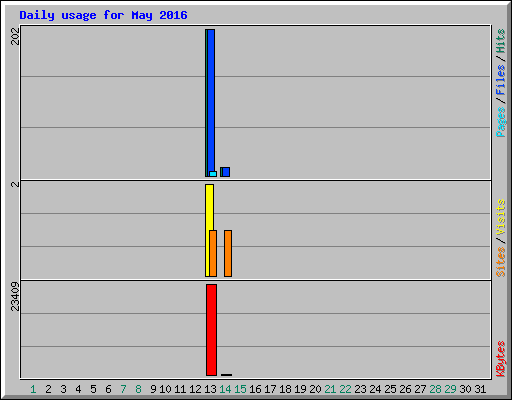 Daily usage for May 2016
202
Pages / Files / Hits
2
Sites / Visits
23409
KBytes
1 2 3 4 5 6 7 8 9 10 11 12 13 14 15 16 17 18 19 20 21 22 23 24 25 26 27 28 29 30 31